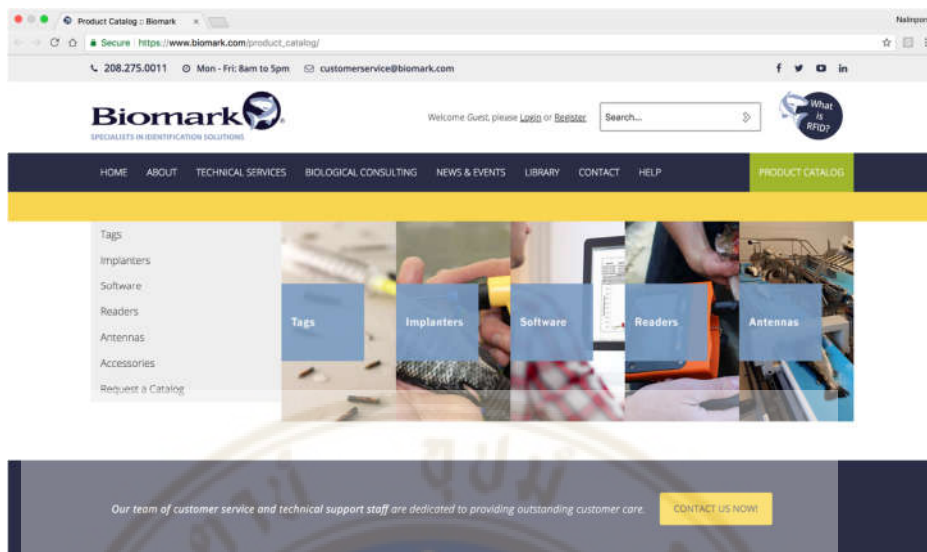 Product Catalog :: Biomark ×
Secure https://www.biomark.com/product_catalog/
208.275.0011 Mon - Fri: 8am to 5pm customerservice@biomark.com
Biomark
SPECIALISTS IN IDENTIFICATION SOLUTIONS
Welcome Guest, please Login or Register
Search...
What
is
RFID?
HOME ABOUT TECHNICAL SERVICES BIOLOGICAL CONSULTING NEWS & EVENTS LIBRARY CONTACT HELP PRODUCT CATALOG
Tags
Implanters
Software
Readers
Antennas
Accessories
Request a Catalog
Tags Implanters Software Readers Antennas
Our team of customer service and technical support staff are dedicated to providing outstanding customer care. CONTACT US NOW!